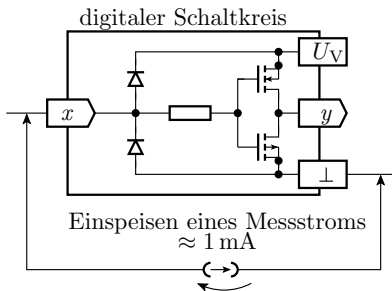 digitaler Schaltkreis
U_V
x
y
⊥
Einspeisen eines Messstroms
≈ 1 mA